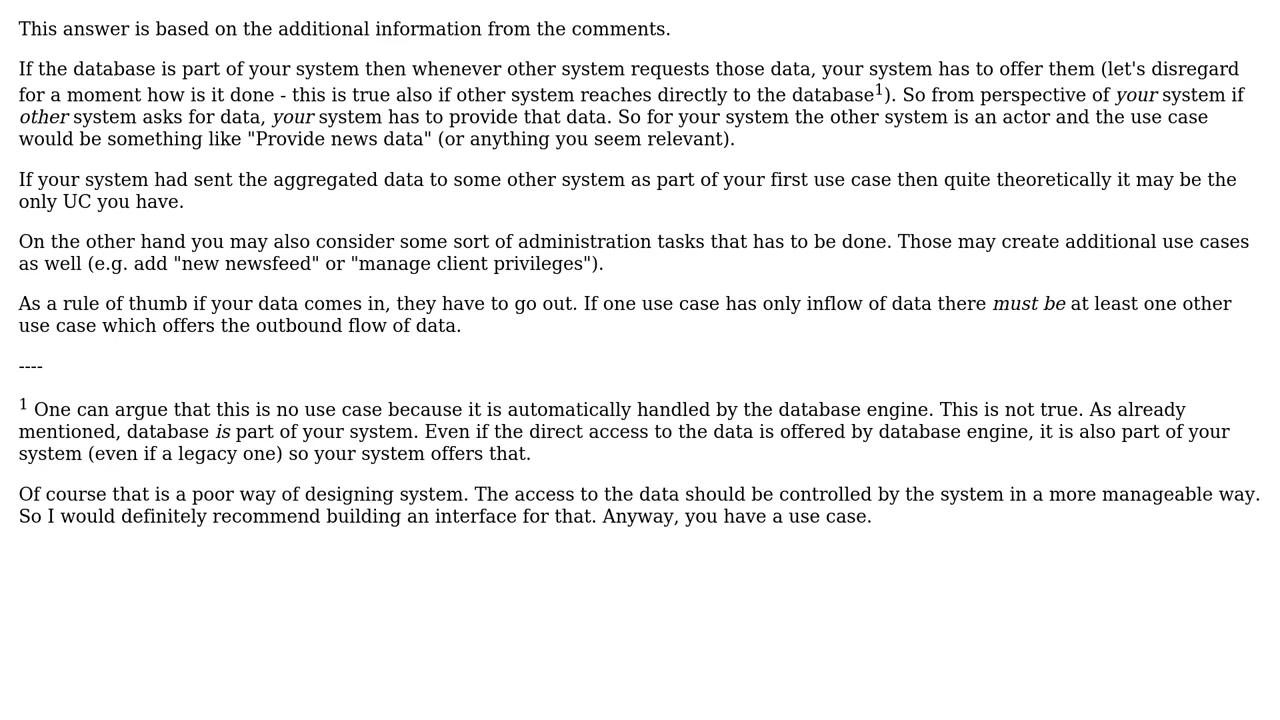 This answer is based on the additional information from the comments.
If the database is part of your system then whenever other system requests those data, your system has to offer them (let's disregard
for a moment how is it done - this is true also if other system reaches directly to the database1). So from perspective of your system if
other system asks for data, your system has to provide that data. So for your system the other system is an actor and the use case
would be something like "Provide news data" (or anything you seem relevant).
If your system had sent the aggregated data to some other system as part of your first use case then quite theoretically it may be the
only UC you have.
On the other hand you may also consider some sort of administration tasks that has to be done. Those may create additional use cases
as well (e.g. add "new newsfeed" or "manage client privileges").
As a rule of thumb if your data comes in, they have to go out. If one use case has only inflow of data there must be at least one other
use case which offers the outbound flow of data.
----
1 One can argue that this is no use case because it is automatically handled by the database engine. This is not true. As already
mentioned, database is part of your system. Even if the direct access to the data is offered by database engine, it is also part of your
system (even if a legacy one) so your system offers that.
Of course that is a poor way of designing system. The access to the data should be controlled by the system in a more manageable way.
So I would definitely recommend building an interface for that. Anyway, you have a use case.